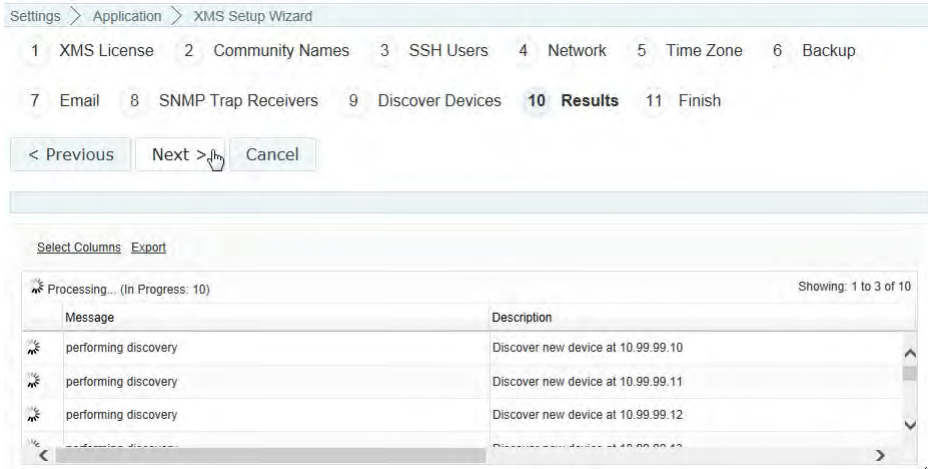 Settings > Application > XMS Setup Wizard
1 XMS License 2 Community Names 3 SSH Users 4 Network 5 Time Zone 6 Backup
7 Email 8 SNMP Trap Receivers 9 Discover Devices 10 Results 11 Finish
< Previous Next > Cancel
Select Columns Export
Processing... (In Progress: 10) Showing: 1 to 3 of 10
Message Description
performing discovery Discover new device at 10.99.99.10
performing discovery Discover new device at 10.99.99.11
performing discovery Discover new device at 10.99.99.12